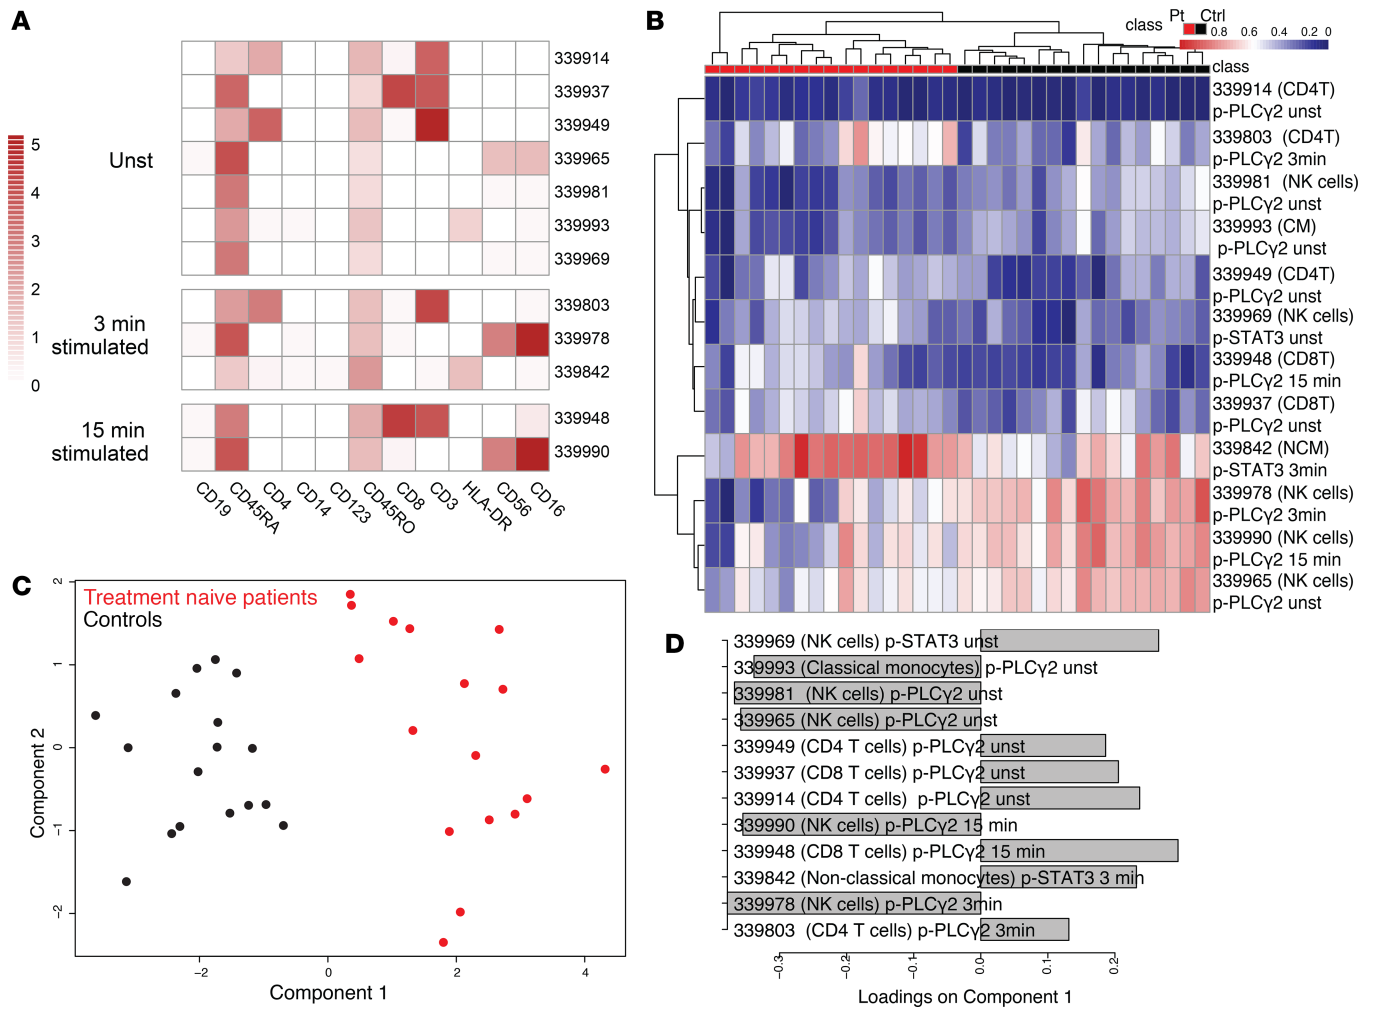 A
Unst
3 min
stimulated
15 min
stimulated
5
4
3
2
1
0
339914
339937
339949
339965
339981
339993
339969
339803
339978
339842
339948
339990
CD19
CD45RA
CD4
CD14
CD123
CD45RO
CD8
CD3
HLA-DR
CD56
CD16
B
class
Pt Ctrl
0.8 0.6 0.4 0.2 0
class
339914 (CD4T)
p-PLCγ2 unst
339803 (CD4T)
p-PLCγ2 3min
339981 (NK cells)
p-PLCγ2 unst
339993 (CM)
p-PLCγ2 unst
339949 (CD4T)
p-PLCγ2 unst
339969 (NK cells)
p-STAT3 unst
339948 (CD8T)
p-PLCγ2 15 min
339937 (CD8T)
p-PLCγ2 unst
339842 (NCM)
p-STAT3 3min
339978 (NK cells)
p-PLCγ2 3min
339990 (NK cells)
p-PLCγ2 15 min
339965 (NK cells)
p-PLCγ2 unst
C
Treatment naive patients
Controls
Component 2
2
1
0
−1
−2
−2 0 2 4
Component 1
D
339969 (NK cells) p-STAT3 unst
339993 (Classical monocytes) p-PLCγ2 unst
339981 (NK cells) p-PLCγ2 unst
339965 (NK cells) p-PLCγ2 unst
339949 (CD4 T cells) p-PLCγ2 unst
339937 (CD8 T cells) p-PLCγ2 unst
339914 (CD4 T cells) p-PLCγ2 unst
339990 (NK cells) p-PLCγ2 15 min
339948 (CD8 T cells) p-PLCγ2 15 min
339842 (Non-classical monocytes) p-STAT3 3 min
339978 (NK cells) p-PLCγ2 3min
339803 (CD4 T cells) p-PLCγ2 3min
-0.3 -0.2 -0.1 0.0 0.1 0.2
Loadings on Component 1